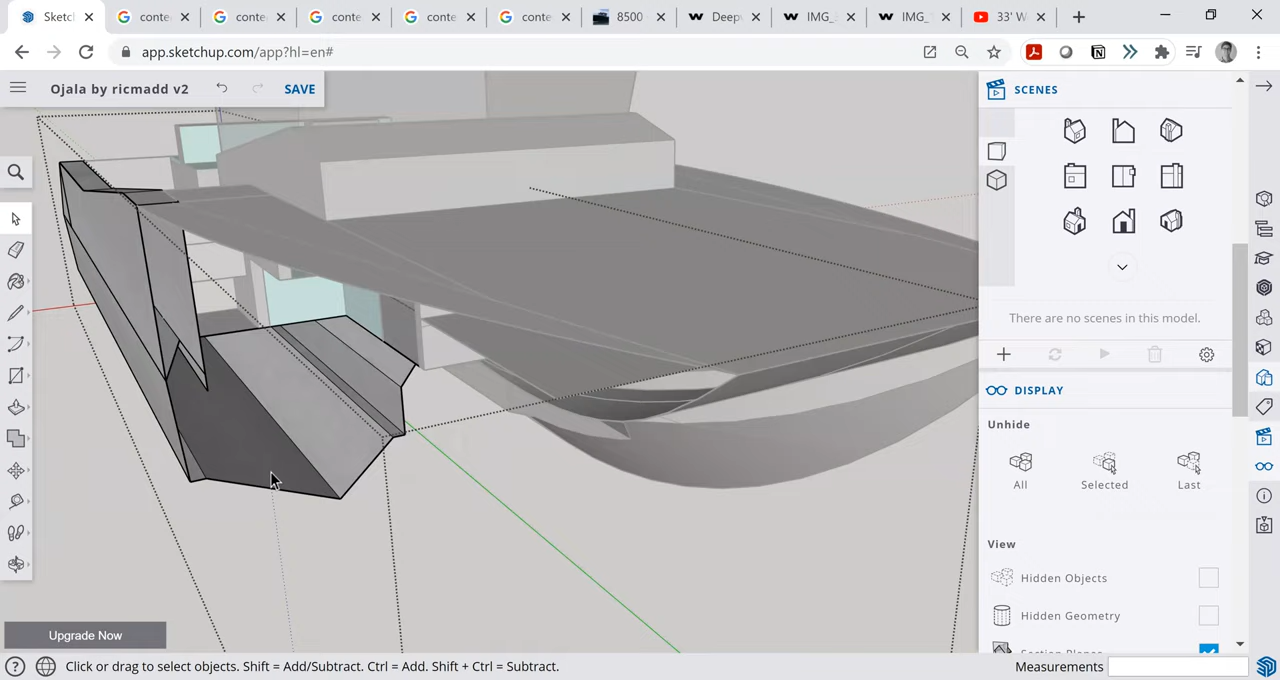 Sketc
conte
conte
conte
conte
conte
8500
Deep
IMG_
IMG_
33' W
app.sketchup.com/app?hl=en#
Ojala by ricmadd v2
SAVE
SCENES
There are no scenes in this model.
DISPLAY
Unhide
All
Selected
Last
View
Hidden Objects
Hidden Geometry
Upgrade Now
Click or drag to select objects. Shift = Add/Subtract. Ctrl = Add. Shift + Ctrl = Subtract.
Measurements